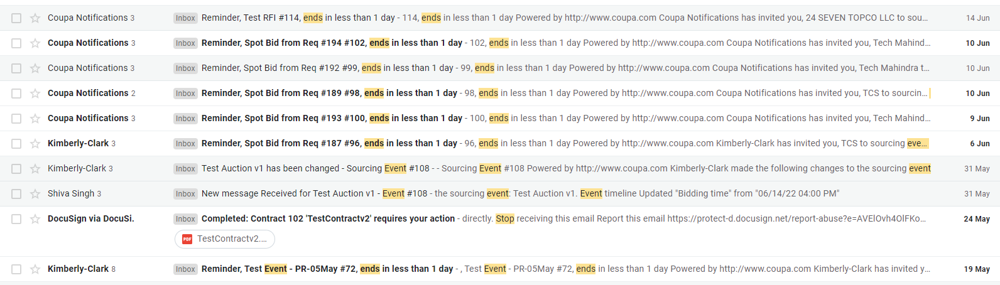 Coupa Notifications 3 Inbox Reminder, Test RFI #114, ends in less than 1 day - 114, ends in less than 1 day Powered by http://www.coupa.com Coupa Notifications has invited you, 24 SEVEN TOPCO LLC to sou... 14 Jun
Coupa Notifications 3 Inbox Reminder, Spot Bid from Req #194 #102, ends in less than 1 day - 102, ends in less than 1 day Powered by http://www.coupa.com Coupa Notifications has invited you, Tech Mahind... 10 Jun
Coupa Notifications 3 Inbox Reminder, Spot Bid from Req #192 #99, ends in less than 1 day - 99, ends in less than 1 day Powered by http://www.coupa.com Coupa Notifications has invited you, Tech Mahindra t... 10 Jun
Coupa Notifications 2 Inbox Reminder, Spot Bid from Req #189 #98, ends in less than 1 day - 98, ends in less than 1 day Powered by http://www.coupa.com Coupa Notifications has invited you, TCS to sourcin... 10 Jun
Coupa Notifications 3 Inbox Reminder, Spot Bid from Req #193 #100, ends in less than 1 day - 100, ends in less than 1 day Powered by http://www.coupa.com Coupa Notifications has invited you, Tech Mahind... 9 Jun
Kimberly-Clark 3 Inbox Reminder, Spot Bid from Req #187 #96, ends in less than 1 day - 96, ends in less than 1 day Powered by http://www.coupa.com Kimberly-Clark has invited you, TCS to sourcing eve... 6 Jun
Kimberly-Clark 3 Inbox Test Auction v1 has been changed - Sourcing Event #108 - - Sourcing Event #108 Powered by http://www.coupa.com Kimberly-Clark made the following changes to the sourcing event 31 May
Shiva Singh 3 Inbox New message Received for Test Auction v1 - Event #108 - the sourcing event: Test Auction v1. Event timeline Updated "Bidding time" from "06/14/22 04:00 PM" 31 May
DocuSign via DocuSi. Inbox Completed: Contract 102 'TestContractv2' requires your action - directly. Stop receiving this email Report this email https://protect-d.docusign.net/report-abuse?e=AVElOvh4OlFKo... 24 May
PDF TestContractv2....
Kimberly-Clark 8 Inbox Reminder, Test Event - PR-05May #72, ends in less than 1 day - , Test Event - PR-05May #72, ends in less than 1 day Powered by http://www.coupa.com Kimberly-Clark has invited y... 19 May